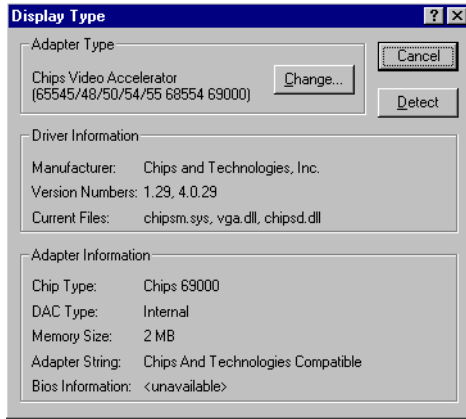 Display Type
Adapter Type
Chips Video Accelerator
(65545/48/50/54/55 68554 69000)
Change...
Cancel
Detect
Driver Information
Manufacturer: Chips and Technologies, Inc.
Version Numbers: 1.29, 4.0.29
Current Files: chipsm.sys, vga.dll, chipsd.dll
Adapter Information
Chip Type: Chips 69000
DAC Type: Internal
Memory Size: 2 MB
Adapter String: Chips And Technologies Compatible
Bios Information: <unavailable>